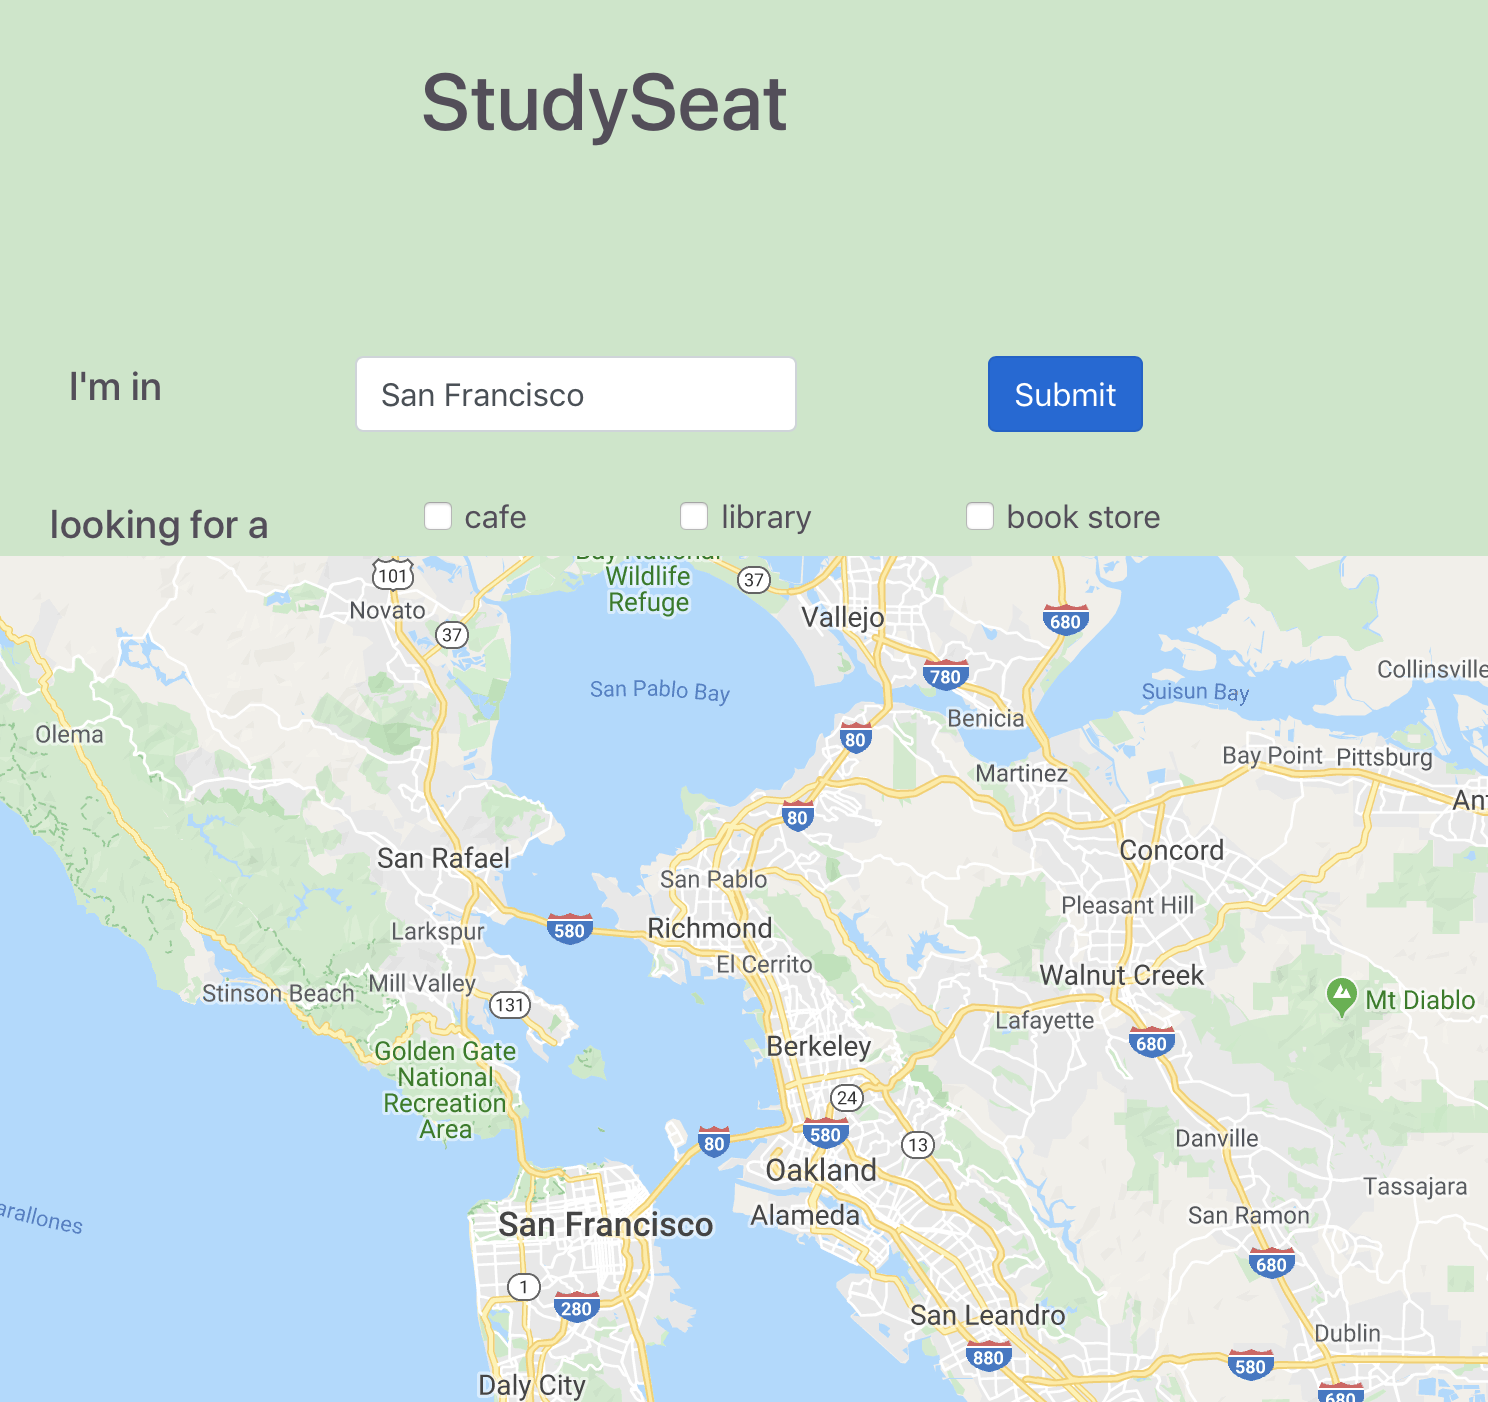 StudySeat
I'm in
San Francisco
Submit
looking for a
cafe
library
book store
Bay National
Wildlife
Refuge
101
37
Novato
37
Vallejo
680
780
Collinsville
San Pablo Bay
Suisun Bay
Benicia
Olema
80
Bay Point
Pittsburg
Martinez
80
San Rafael
Concord
San Pablo
Pleasant Hill
Larkspur
580
Richmond
El Cerrito
Walnut Creek
Stinson Beach
Mill Valley
131
Mt Diablo
Lafayette
Golden Gate
National
Recreation
Area
Berkeley
680
24
80
580
13
Danville
Oakland
Tassajara
arallones
San Francisco
Alameda
San Ramon
1
280
680
San Leandro
Dublin
880
580
Daly City
680